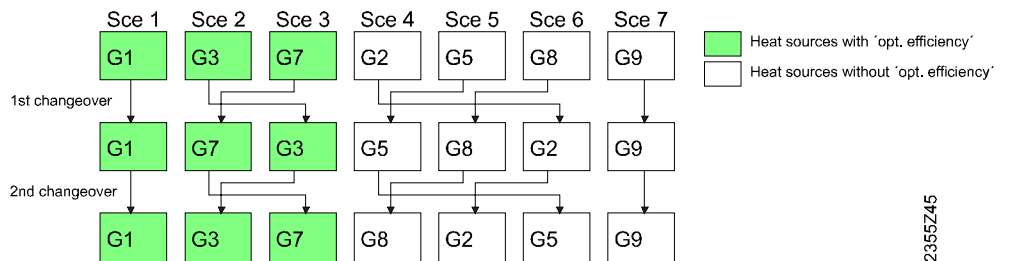 Sce 1 Sce 2 Sce 3 Sce 4 Sce 5 Sce 6 Sce 7
G1 G3 G7 G2 G5 G8 G9
Heat sources with ´opt. efficiency´
Heat sources without ´opt. efficiency´
1st changeover
G1 G7 G3 G5 G8 G2 G9
2nd changeover
G1 G3 G7 G8 G2 G5 G9
2355Z45